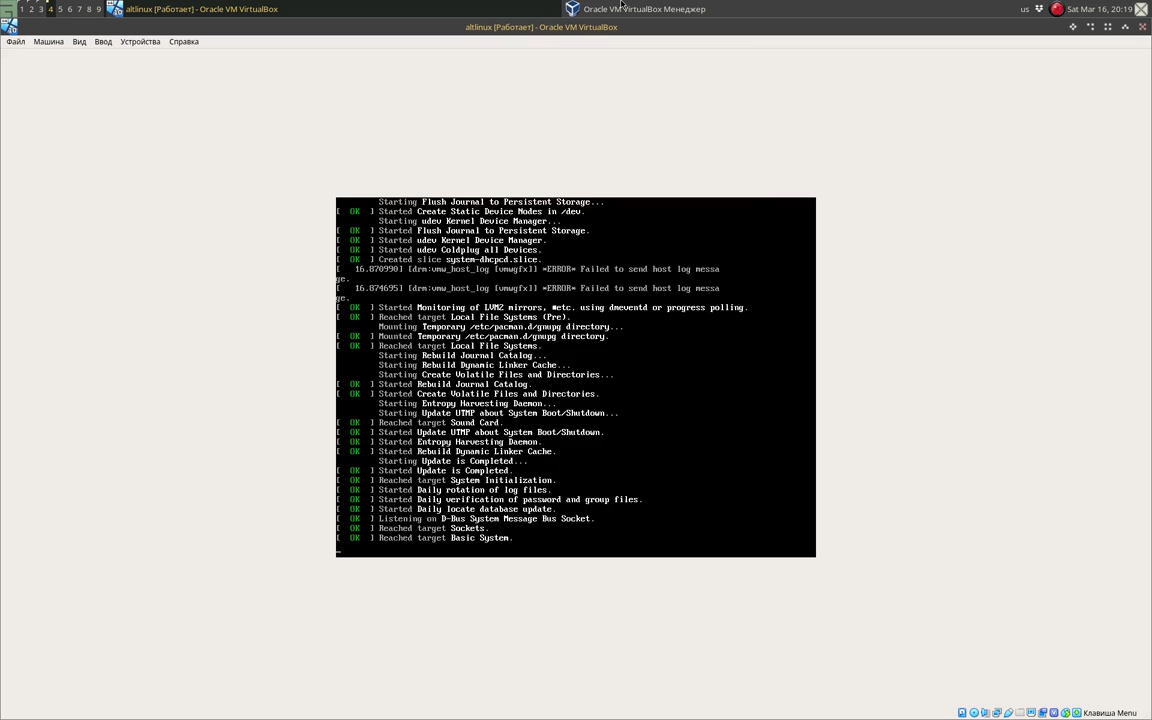 1 2 3 4 5 6 7 8 9 altlinux [Работает] - Oracle VM VirtualBox Oracle VM VirtualBox Менеджер us Sat Mar 16, 20:19
altlinux [Работает] - Oracle VM VirtualBox
Файл Машина Вид Ввод Устройства Справка
Starting Flush Journal to Persistent Storage...
[ OK ] Started Create Static Device Nodes in /dev.
Starting udev Kernel Device Manager...
[ OK ] Started Flush Journal to Persistent Storage.
[ OK ] Started udev Kernel Device Manager.
[ OK ] Started udev Coldplug all Devices.
[ OK ] Created slice system-dhcpcd.slice.
[ 16.870990] [drm:vmw_host_log [vmwgfx]] *ERROR* Failed to send host log messa
ge.
[ 16.874695] [drm:vmw_host_log [vmwgfx]] *ERROR* Failed to send host log messa
ge.
[ OK ] Started Monitoring of LVM2 mirrors, #etc. using dmeventd or progress polling.
[ OK ] Reached target Local File Systems (Pre).
Mounting Temporary /etc/pacman.d/gnupg directory...
[ OK ] Mounted Temporary /etc/pacman.d/gnupg directory.
[ OK ] Reached target Local File Systems.
Starting Rebuild Journal Catalog...
Starting Rebuild Dynamic Linker Cache...
Starting Create Volatile Files and Directories...
[ OK ] Started Rebuild Journal Catalog.
[ OK ] Started Create Volatile Files and Directories.
Starting Entropy Harvesting Daemon...
Starting Update UTMP about System Boot/Shutdown...
[ OK ] Reached target Sound Card.
[ OK ] Started Update UTMP about System Boot/Shutdown.
[ OK ] Started Entropy Harvesting Daemon.
[ OK ] Started Rebuild Dynamic Linker Cache.
Starting Update is Completed...
[ OK ] Started Update is Completed.
[ OK ] Reached target System Initialization.
[ OK ] Started Daily rotation of log files.
[ OK ] Started Daily verification of password and group files.
[ OK ] Started Daily locate database update.
[ OK ] Listening on D-Bus System Message Bus Socket.
[ OK ] Reached target Sockets.
[ OK ] Reached target Basic System.
Клавиша Menu